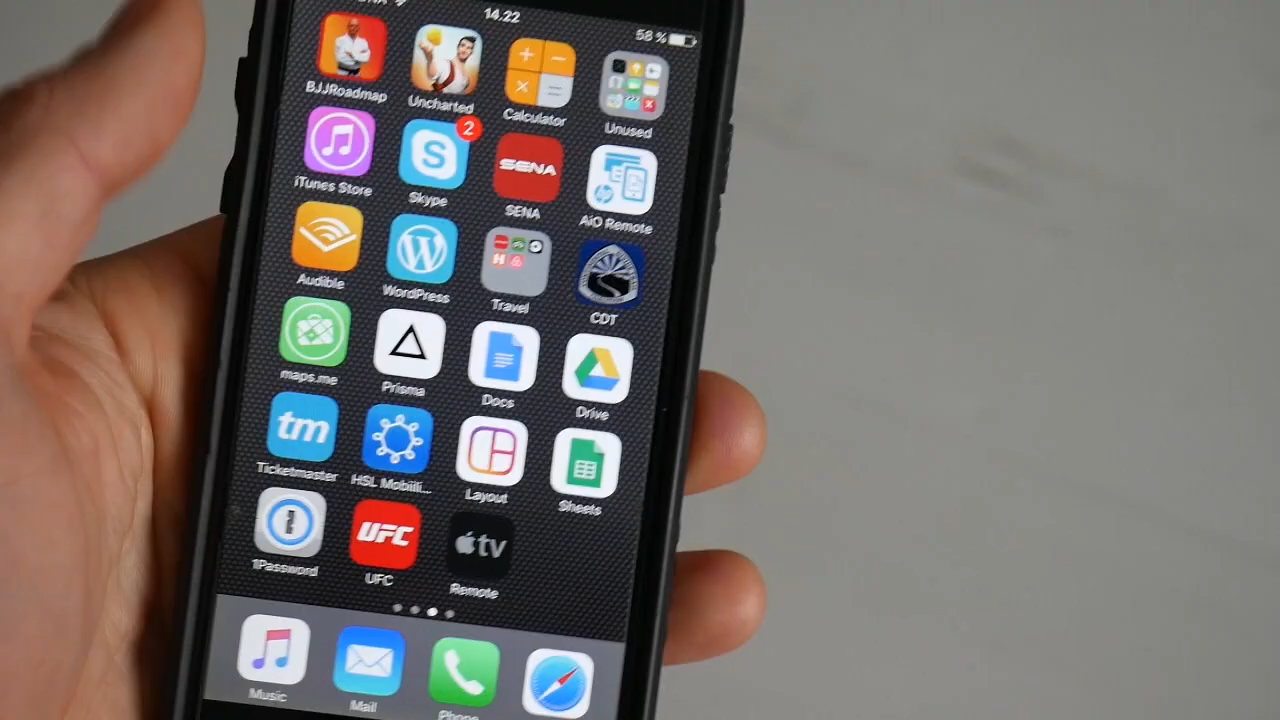 14.22
58 %
BJJRoadmap
Uncharted
Calculator
Unused
iTunes Store
2
Skype
SENA
SENA
hp
AiO Remote
Audible
WordPress
H
Travel
CDT
maps.me
Prisma
Docs
Drive
tm
Ticketmaster
HSL Mobiili...
Layout
Sheets
1Password
UFC
UFC
tv
Remote
Music
Mail
Phone